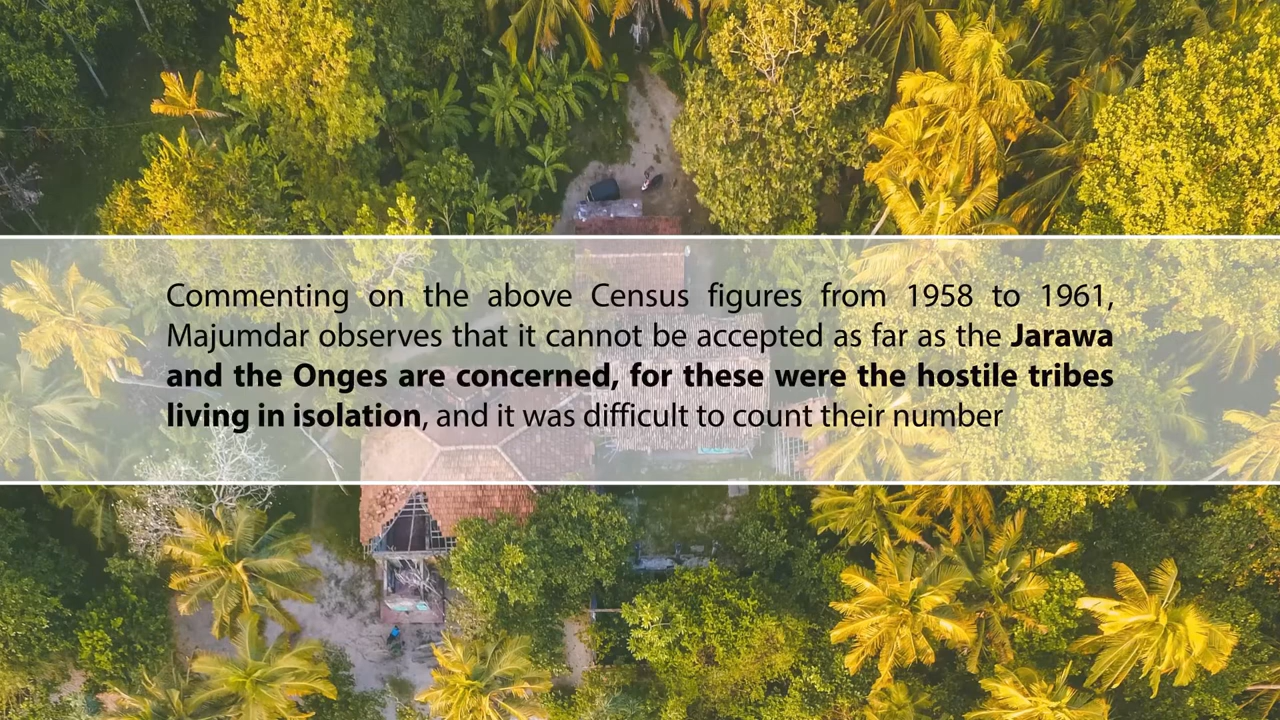 Commenting on the above Census figures from 1958 to 1961,
Majumdar observes that it cannot be accepted as far as the Jarawa
and the Onges are concerned, for these were the hostile tribes
living in isolation, and it was difficult to count their number